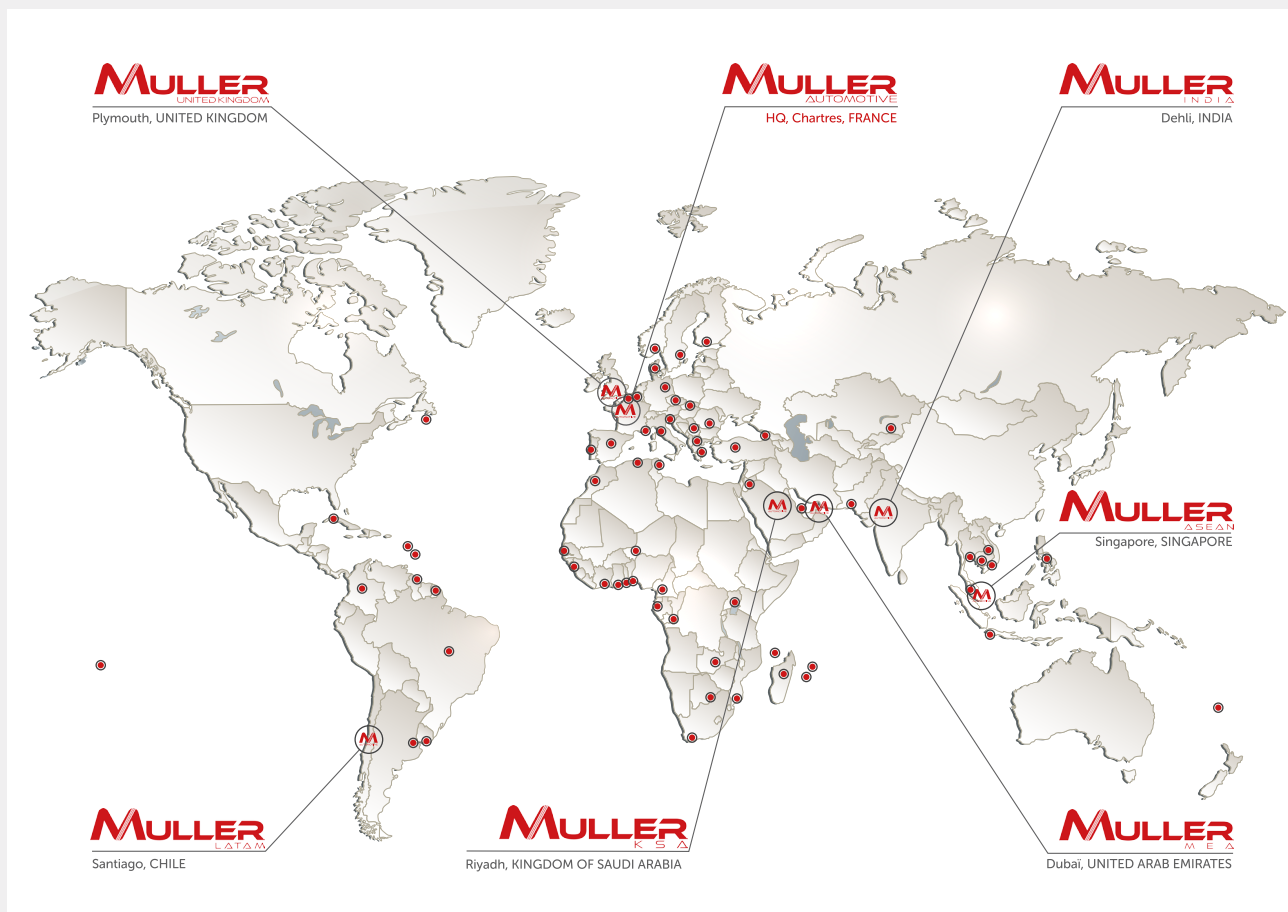 MULLER
UNITED KINGDOM
Plymouth, UNITED KINGDOM
MULLER
AUTOMOTIVE
HQ, Chartres, FRANCE
MULLER
INDIA
Dehli, INDIA
MULLER
ASEAN
Singapore, SINGAPORE
MULLER
LATAM
Santiago, CHILE
MULLER
KSA
Riyadh, KINGDOM OF SAUDI ARABIA
MULLER
MEA
Dubaï, UNITED ARAB EMIRATES
M
M
M
M
M
M
M